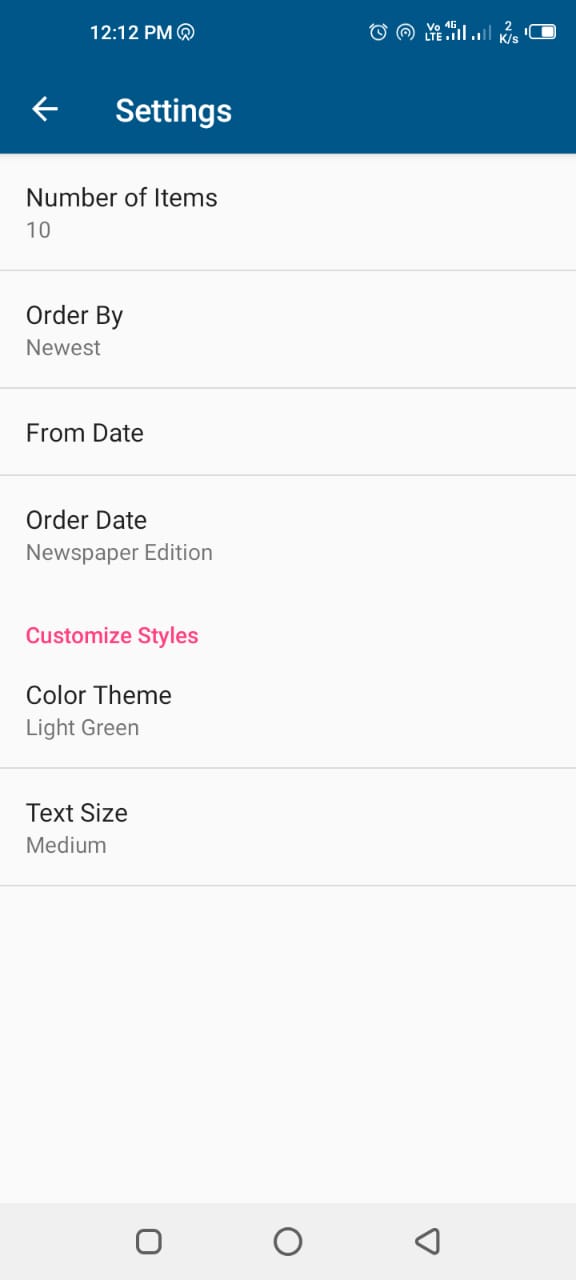 12:12 PM
Vo 4G
LTE
2
K/s
Settings
Number of Items
10
Order By
Newest
From Date
Order Date
Newspaper Edition
Customize Styles
Color Theme
Light Green
Text Size
Medium